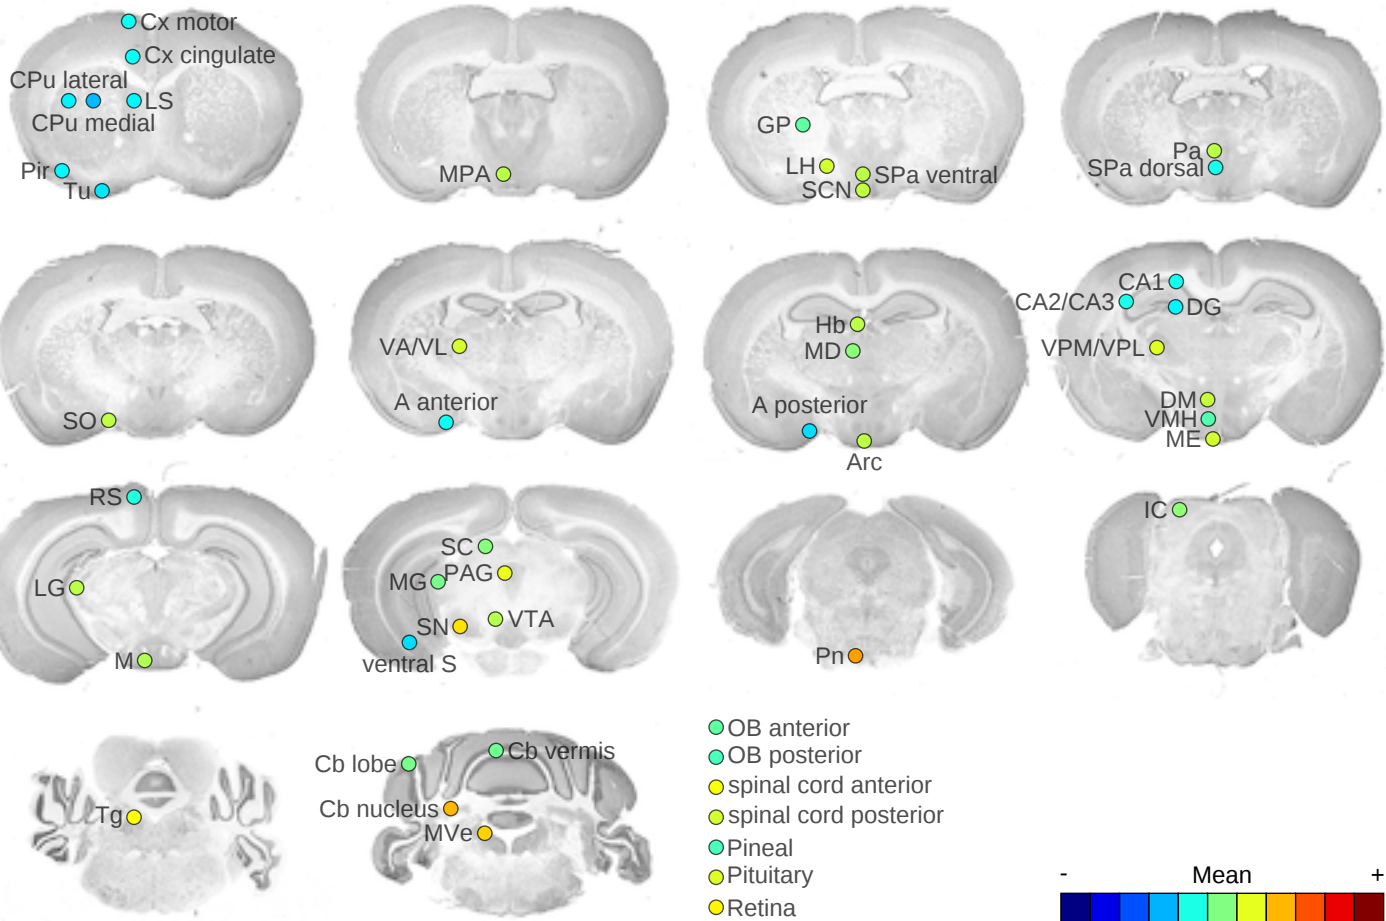 Cx motor
Cx cingulate
CPu lateral
LS
CPu medial
Pir
Tu
MPA
GP
LH
SPa ventral
SCN
Pa
SPa dorsal
SO
VA/VL
A anterior
Hb
MD
A posterior
Arc
CA1
CA2/CA3
DG
VPM/VPL
DM
VMH
ME
RS
LG
M
SC
MG
PAG
SN
VTA
ventral S
Pn
IC
Tg
Cb lobe
Cb vermis
Cb nucleus
MVe
OB anterior
OB posterior
spinal cord anterior
spinal cord posterior
Pineal
Pituitary
Retina
- Mean +